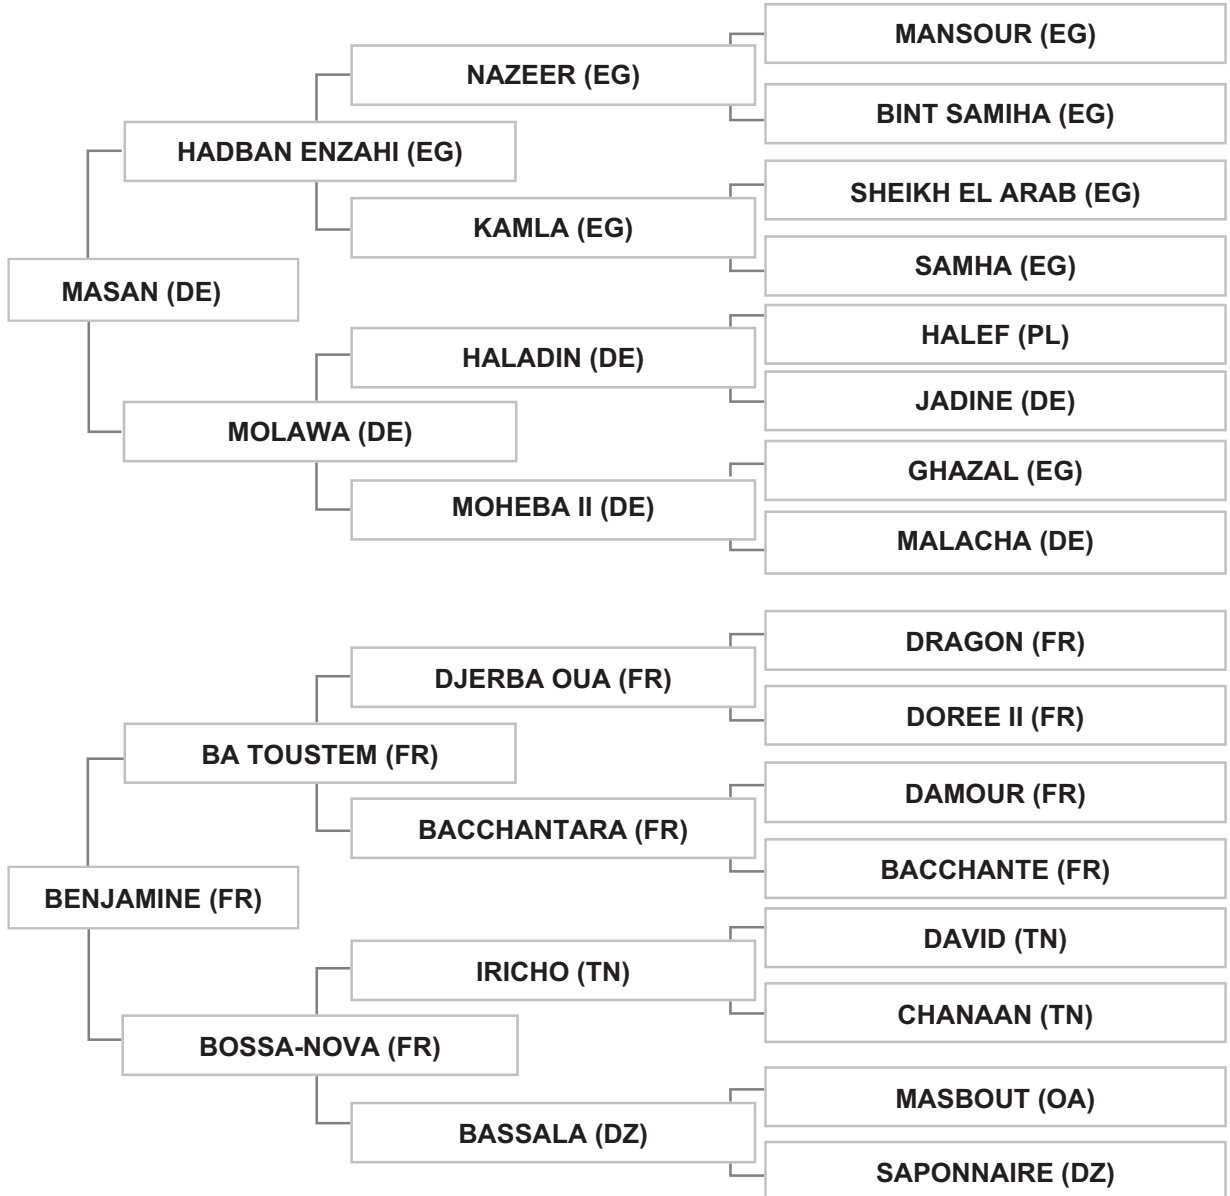 MANSOUR (EG)
NAZEER (EG)
BINT SAMIHA (EG)
HADBAN ENZAHI (EG)
SHEIKH EL ARAB (EG)
KAMLA (EG)
SAMHA (EG)
MASAN (DE)
HALEF (PL)
HALADIN (DE)
JADINE (DE)
MOLAWA (DE)
GHAZAL (EG)
MOHEBA II (DE)
MALACHA (DE)
DRAGON (FR)
DJERBA OUA (FR)
DOREE II (FR)
BA TOUSTEM (FR)
DAMOUR (FR)
BACCHANTARA (FR)
BACCHANTE (FR)
BENJAMINE (FR)
DAVID (TN)
IRICHO (TN)
CHANAAN (TN)
BOSSA-NOVA (FR)
MASBOUT (OA)
BASSALA (DZ)
SAPONNAIRE (DZ)